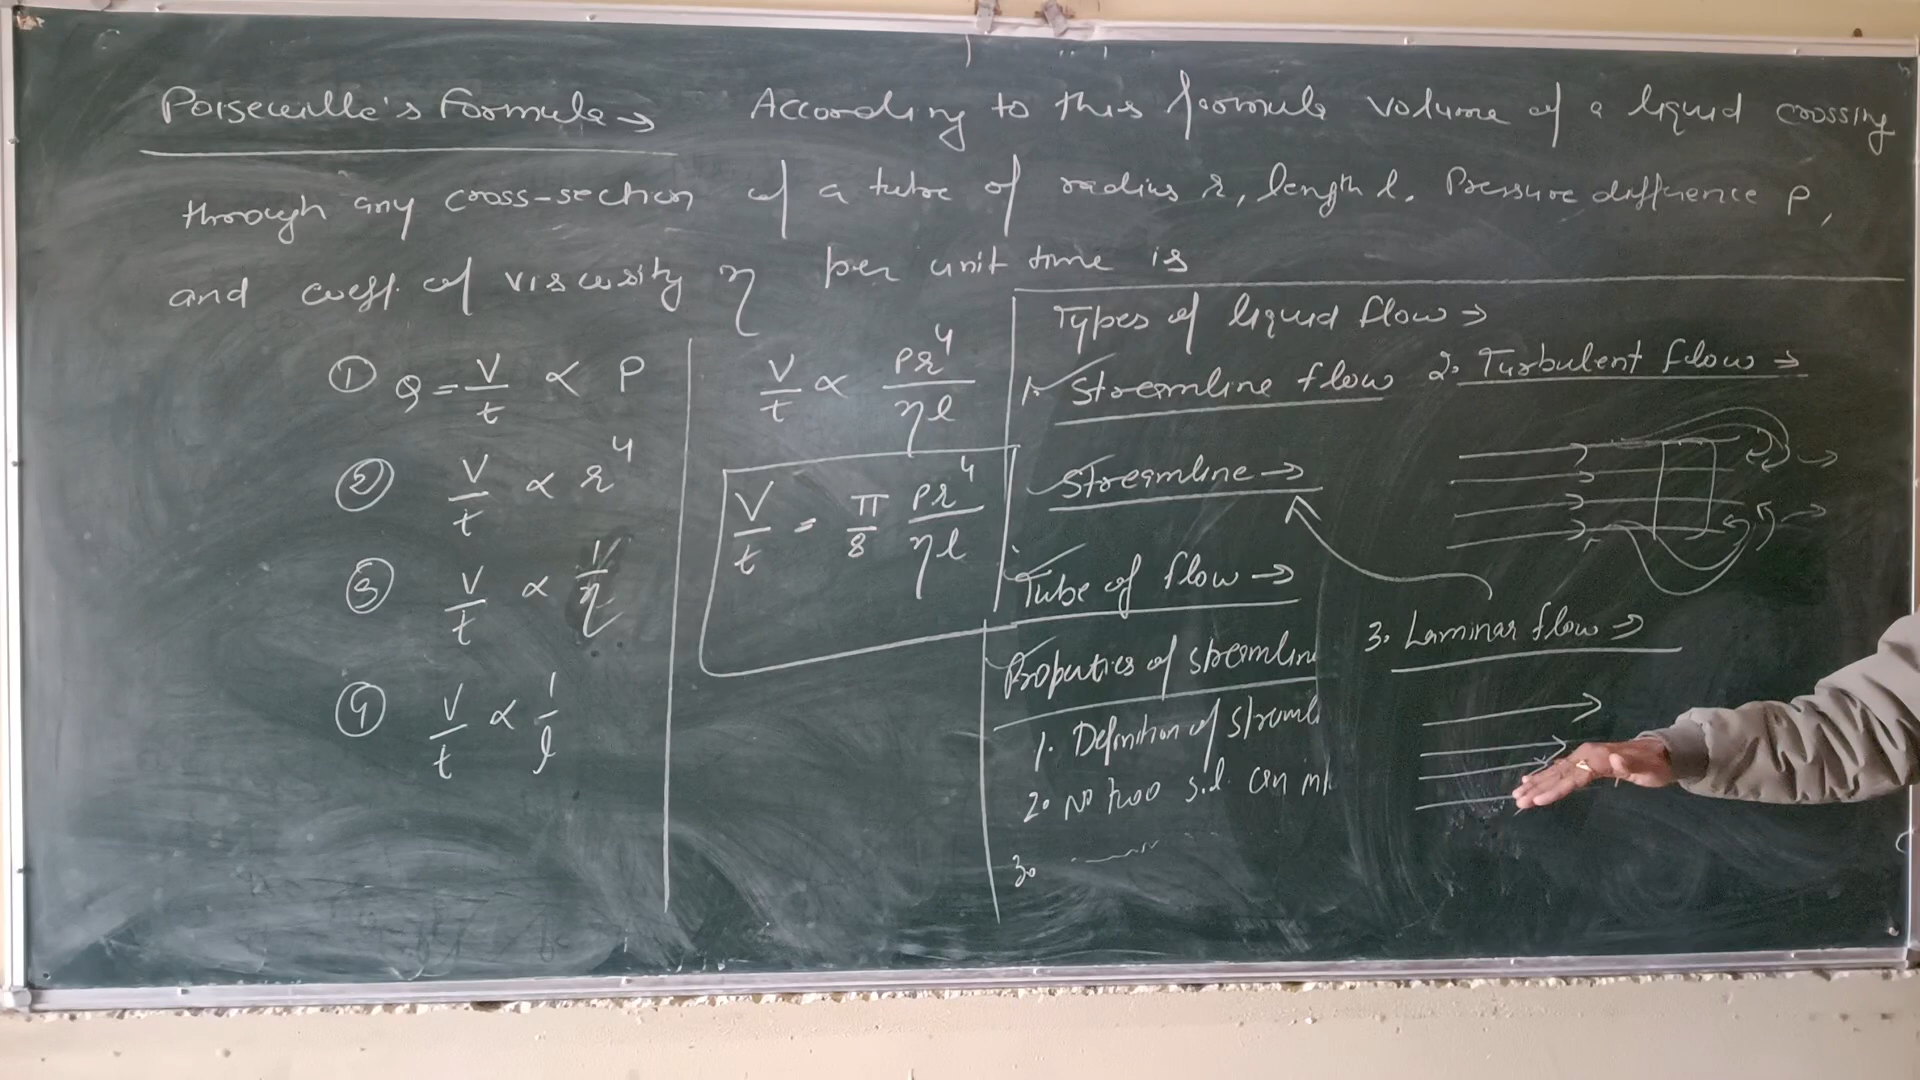 Poiseuille's Formula → According to this formula volume of a liquid crossing
through any cross-section of a tube of radius r, length l, Pressure difference P,
and coeff. of viscosity η per unit time is
① Q = V/t ∝ P
② V/t ∝ r⁴
③ V/t ∝ 1/η
④ V/t ∝ 1/l
V/t ∝ Pr⁴/ηl
V/t = π/8 Pr⁴/ηl
Types of liquid flow →
1. Streamline flow
Streamline →
Tube of flow →
Properties of streamline
1. Definition of streaml
2. No two s.l. can in
3.
2. Turbulent flow →
3. Laminar flow →